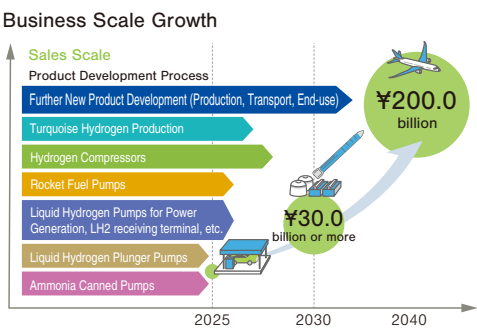 Business Scale Growth
Sales Scale
Product Development Process
Further New Product Development (Production, Transport, End-use)
¥200.0
billion
Turquoise Hydrogen Production
Hydrogen Compressors
Rocket Fuel Pumps
Liquid Hydrogen Pumps for Power
Generation, LH2 receiving terminal, etc.
¥30.0
billion or more
Liquid Hydrogen Plunger Pumps
Ammonia Canned Pumps
2025
2030
2040